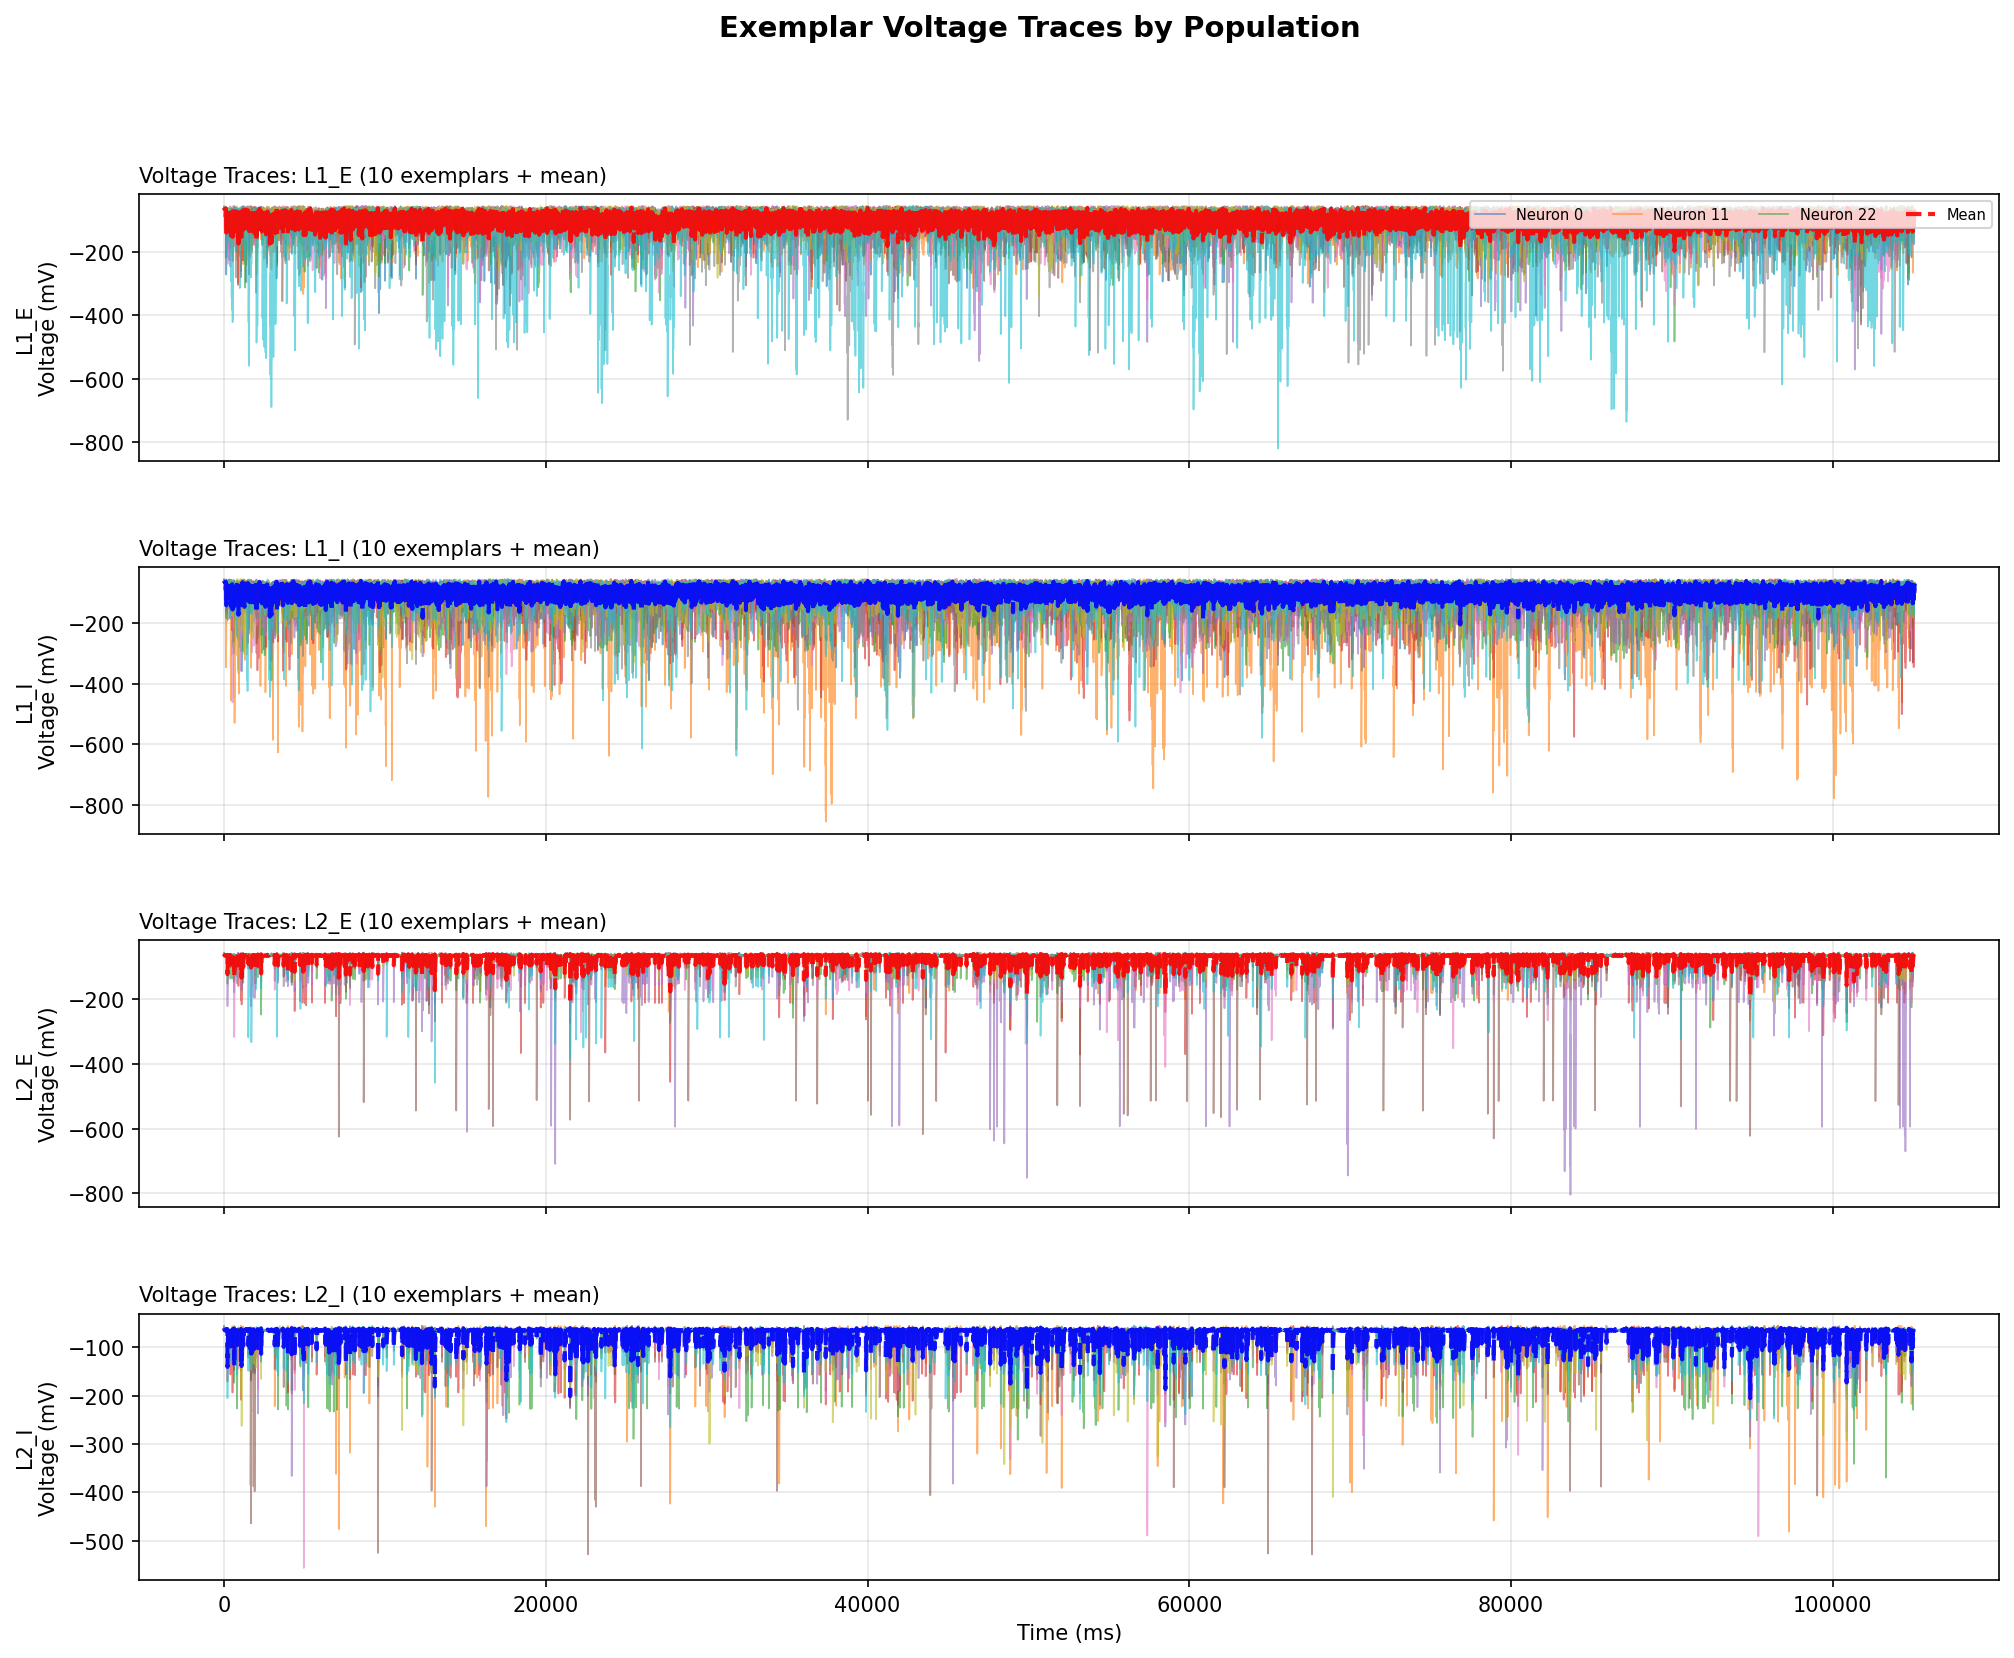 Exemplar Voltage Traces by Population
Voltage Traces: L1_E (10 exemplars + mean)
L1_E
Voltage (mV)
−200
−400
−600
−800
Neuron 0
Neuron 11
Neuron 22
Mean
Voltage Traces: L1_I (10 exemplars + mean)
L1_I
Voltage (mV)
−200
−400
−600
−800
Voltage Traces: L2_E (10 exemplars + mean)
L2_E
Voltage (mV)
−200
−400
−600
−800
Voltage Traces: L2_I (10 exemplars + mean)
L2_I
Voltage (mV)
−100
−200
−300
−400
−500
0
20000
40000
60000
80000
100000
Time (ms)